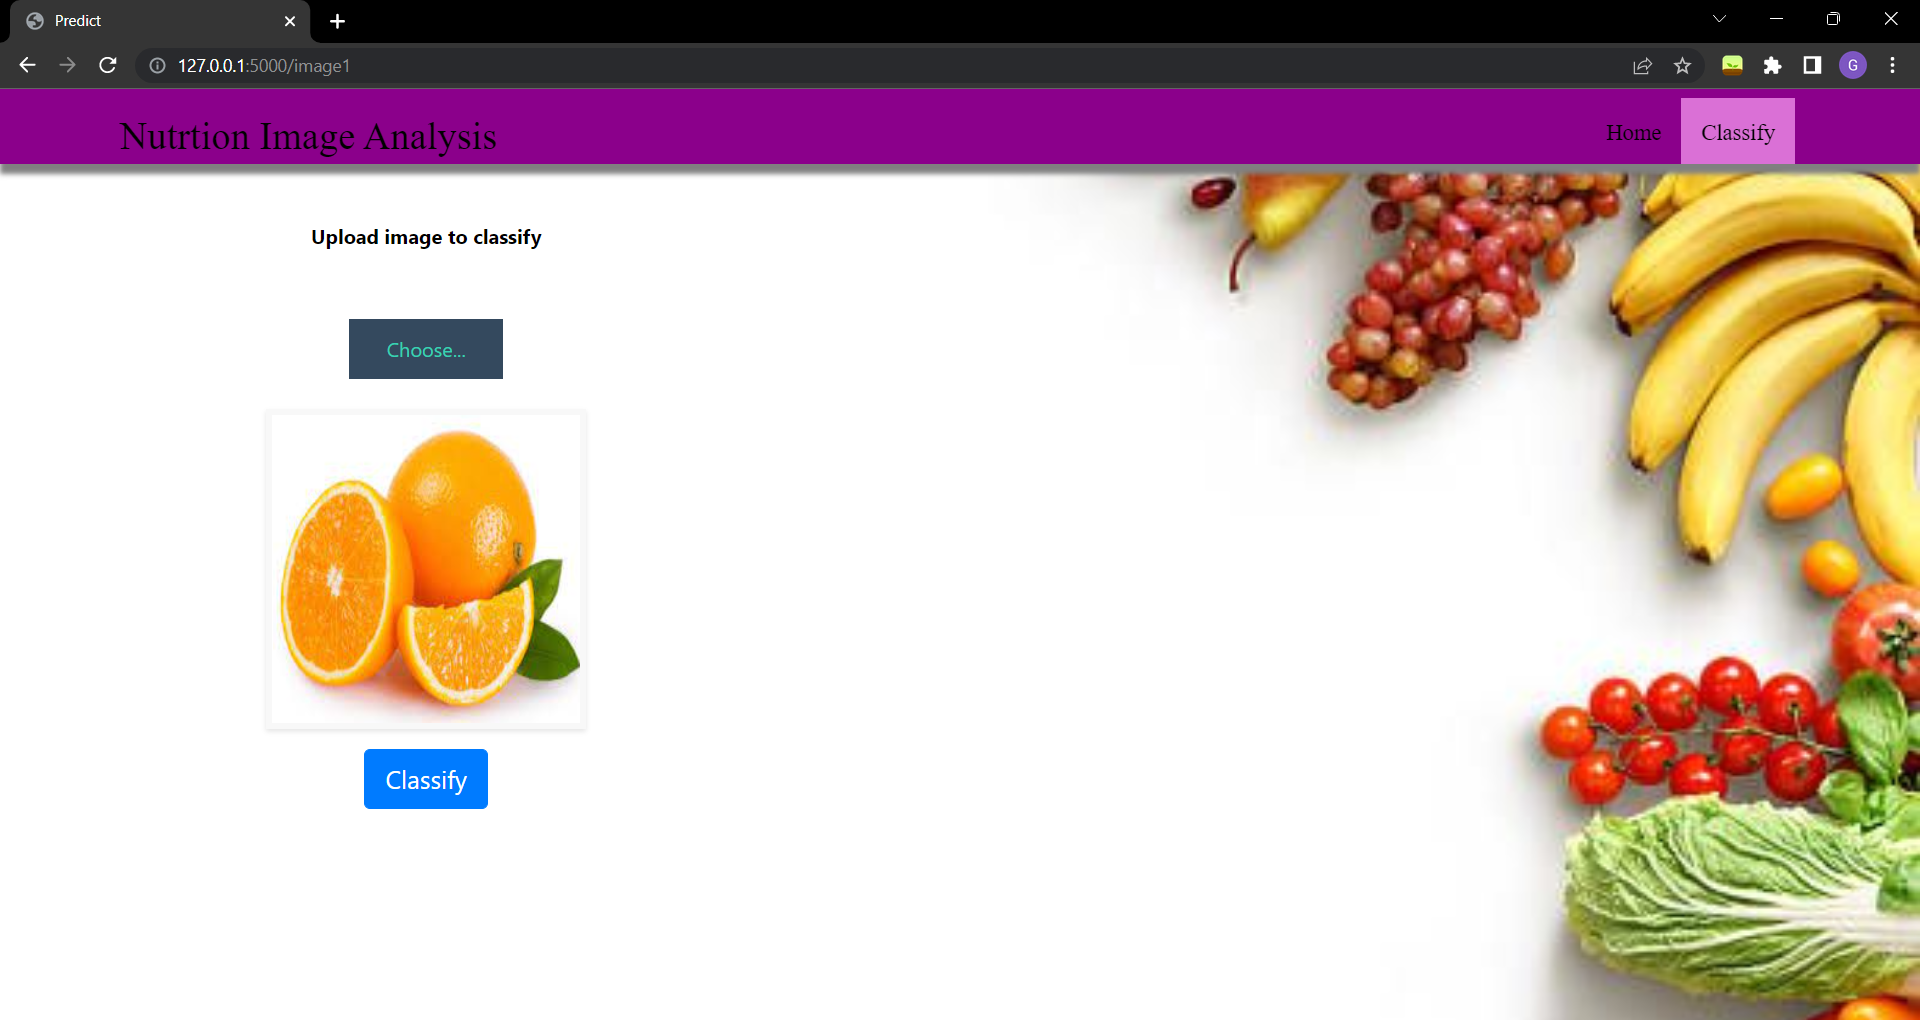 Predict
127.0.0.1:5000/image1
G
Nutrtion Image Analysis
Home
Classify
Upload image to classify
Choose...
Classify